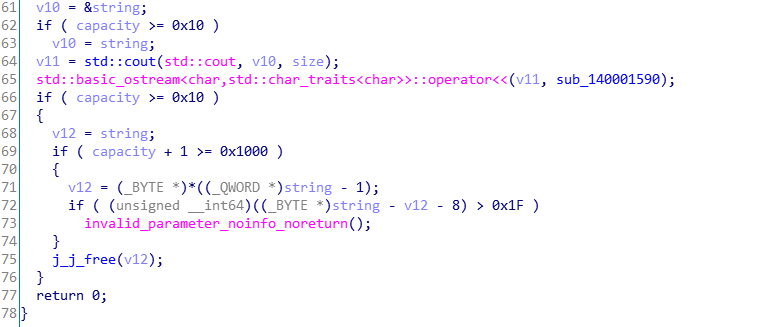 61 v10 = &string;
62 if ( capacity >= 0x10 )
63 v10 = string;
64 v11 = std::cout(std::cout, v10, size);
65 std::basic_ostream<char,std::char_traits<char>>::operator<<(v11, sub_140001590);
66 if ( capacity >= 0x10 )
67 {
68 v12 = string;
69 if ( capacity + 1 >= 0x1000 )
70 {
71 v12 = (_BYTE *)*((_QWORD *)string - 1);
72 if ( (unsigned __int64)((_BYTE *)string - v12 - 8) > 0x1F )
73 invalid_parameter_noinfo_noreturn();
74 }
75 j_j_free(v12);
76 }
77 return 0;
78 }